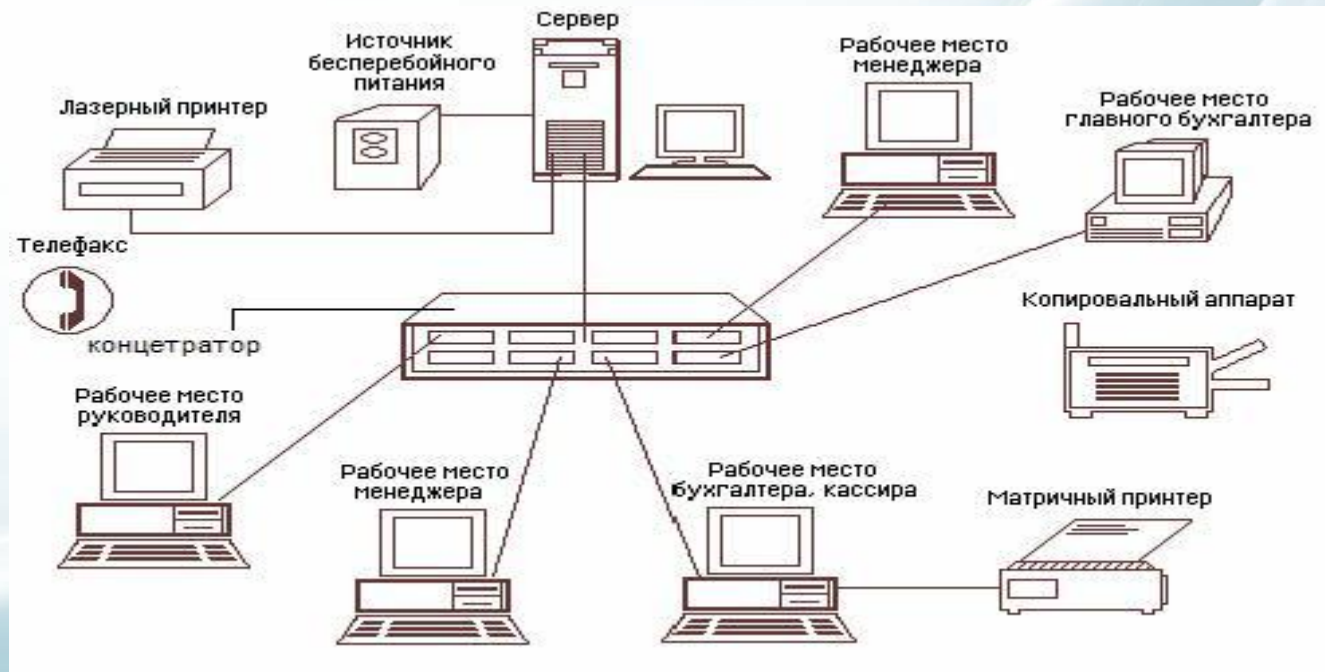 Сервер
Источник
бесперебойного
питания
Рабочее место
менеджера
Лазерный принтер
Рабочее место
главного бухгалтера
Телефакс
Копировальный аппарат
концетратор
Рабочее место
руководителя
Рабочее место
менеджера
Рабочее место
бухгалтера, кассира
Матричный принтер